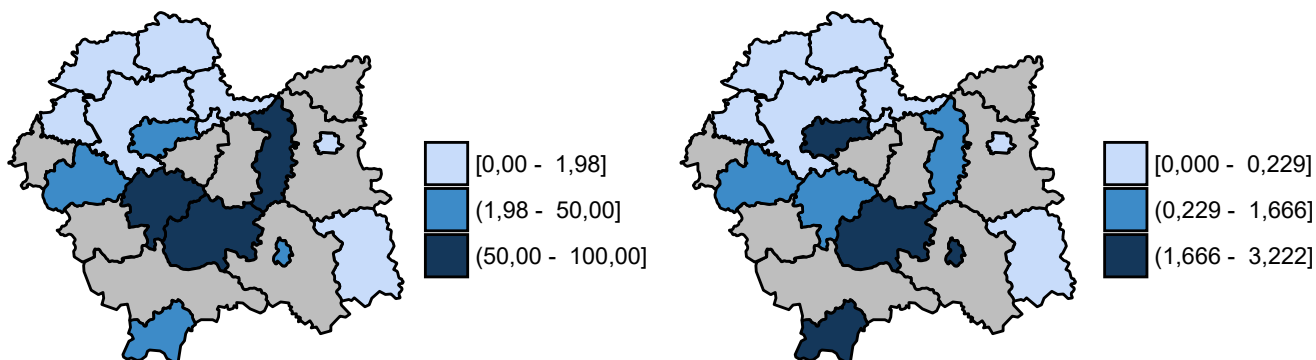 [0,00 - 1,98]
(1,98 - 50,00]
(50,00 - 100,00]
[0,000 - 0,229]
(0,229 - 1,666]
(1,666 - 3,222]